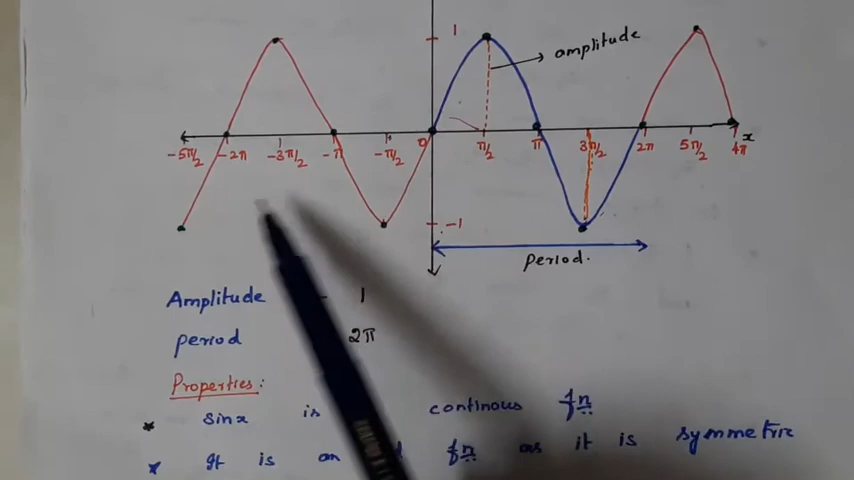 1
amplitude
-5π/2 -2π -3π/2 -π -π/2 0 π/2 π 3π/2 2π 5π/2 4π x
-1
period.
Amplitude - 1
period 2π
Properties:
* sinx is continous fn
* It is an fn as it is symmetric